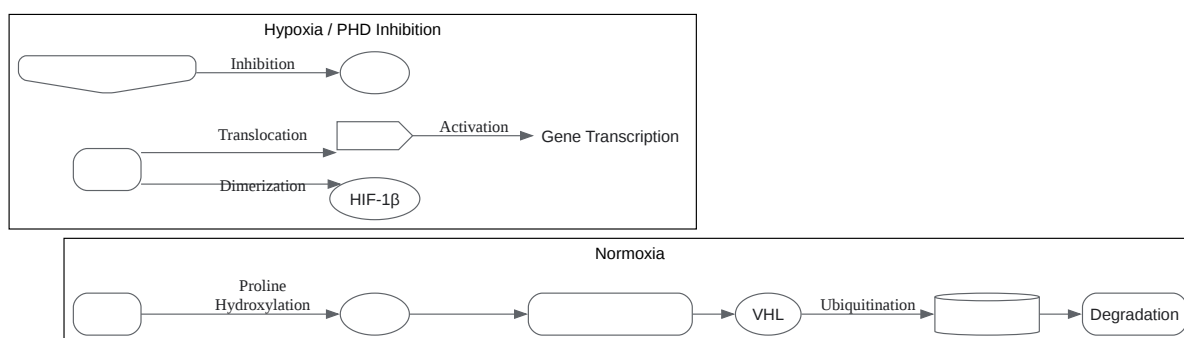 Hypoxia / PHD Inhibition
Inhibition
Translocation
Activation
Gene Transcription
Dimerization
HIF-1β
Normoxia
Proline
Hydroxylation
VHL
Ubiquitination
Degradation